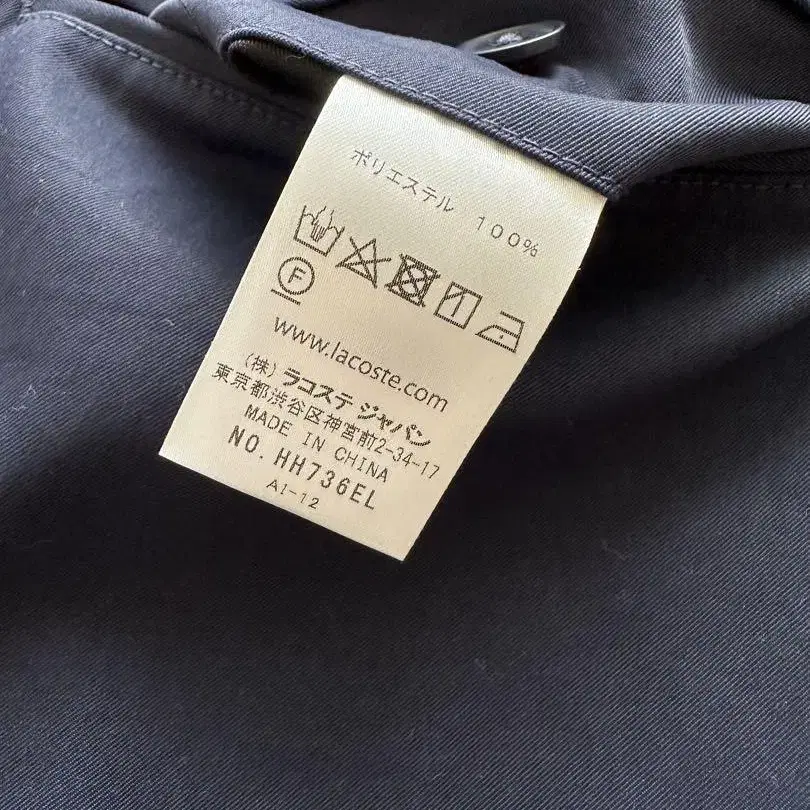 ポリエステル 100%
F
www.lacoste.com
(株) ラコステ ジャパン
東京都渋谷区神宮前2-34-17
MADE IN CHINA
NO. HH736EL
AI-12